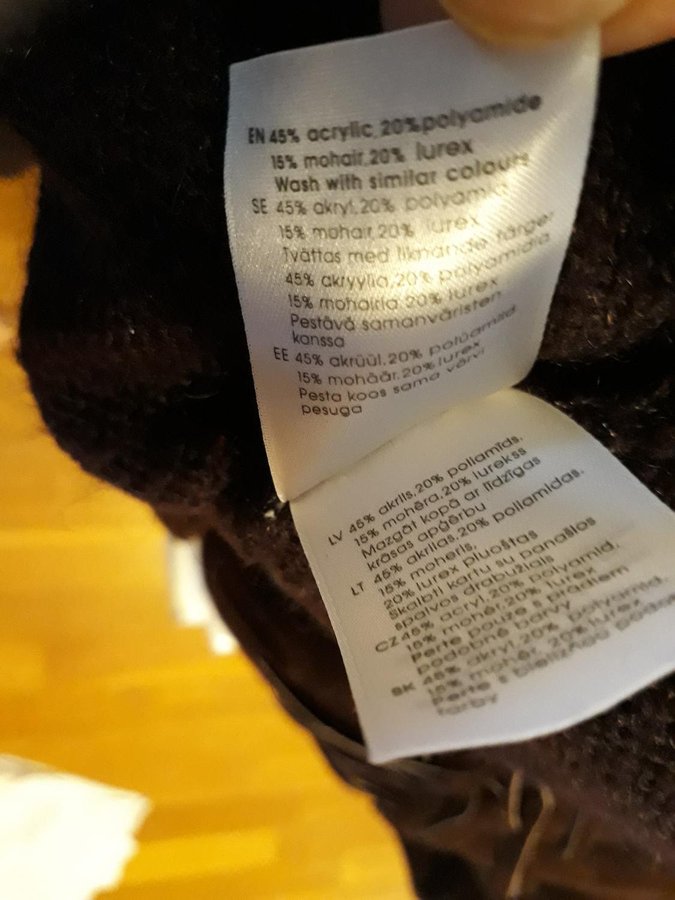 EN 45% acrylic, 20% polyamide
15% mohair, 20% lurex
Wash with similar colours
SE 45% akryl, 20% polyamid
15% mohair, 20% lurex
Tvättas med liknande färger
45% akryylia, 20% polyamidia
15% mohairia, 20% lurex
Pestävä samanväristen
kanssa
EE 45% akrüül, 20% polüamiid
15% mohäär, 20% lurex
Pesta koos sama värvi
pesuga
LV 45% akrils, 20% poliamīds.
15% mohēra, 20% lurekss
Mazgāt kopā ar līdzīgas
krāsas apģērbu
LT 45% akrilas, 20% poliamidas.
15% moheris,
20% lurex pluoštas
Skalbti kartu su panašios
spalvos drabužiais
CZ 45% acryl, 20% polyamid.
15% mohér, 20% lurex
Perte pouze s prádlem
podobné barvy
SK 45% akryl, 20% polyamid.
15% mohér, 20% lurex
Perte s bielizňou
farby